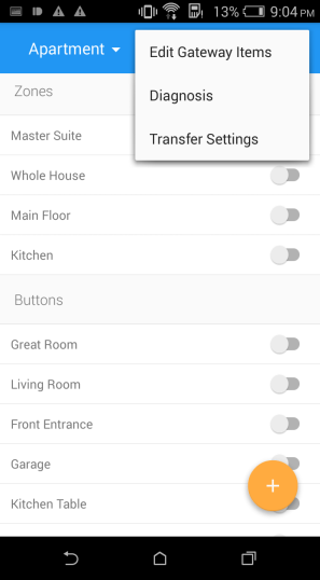 13% 9:04 PM
Apartment
Edit Gateway Items
Diagnosis
Transfer Settings
Zones
Master Suite
Whole House
Main Floor
Kitchen
Buttons
Great Room
Living Room
Front Entrance
Garage
Kitchen Table